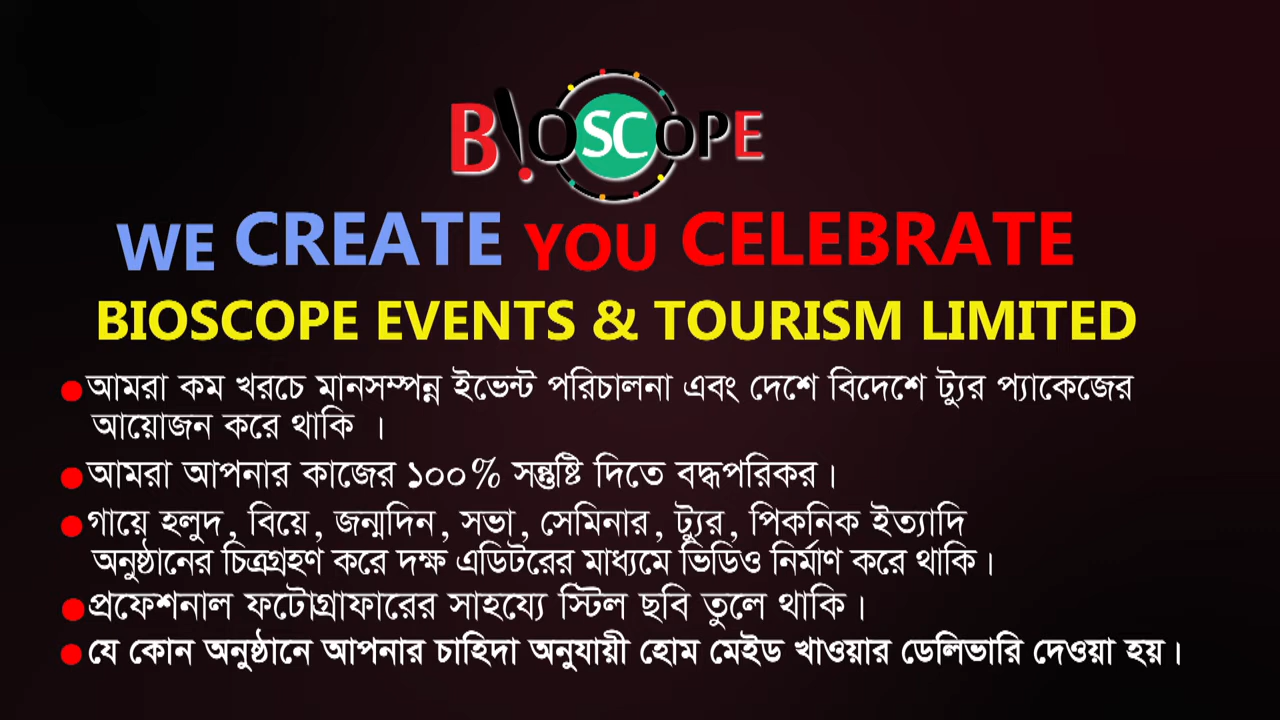 B!OSCOPE
WE CREATE YOU CELEBRATE
BIOSCOPE EVENTS & TOURISM LIMITED
আমরা কম খরচে মানসম্পন্ন ইভেন্ট পরিচালনা এবং দেশে বিদেশে ট্যুর প্যাকেজের
আয়োজন করে থাকি ।
আমরা আপনার কাজের ১০০% সন্তুষ্টি দিতে বদ্ধপরিকর।
গায়ে হলুদ, বিয়ে, জন্মদিন, সভা, সেমিনার, ট্যুর, পিকনিক ইত্যাদি
অনুষ্ঠানের চিত্রগ্রহণ করে দক্ষ এডিটরের মাধ্যমে ভিডিও নির্মাণ করে থাকি।
প্রফেশনাল ফটোগ্রাফারের সাহয্যে স্টিল ছবি তুলে থাকি।
যে কোন অনুষ্ঠানে আপনার চাহিদা অনুযায়ী হোম মেইড খাওয়ার ডেলিভারি দেওয়া হয়।